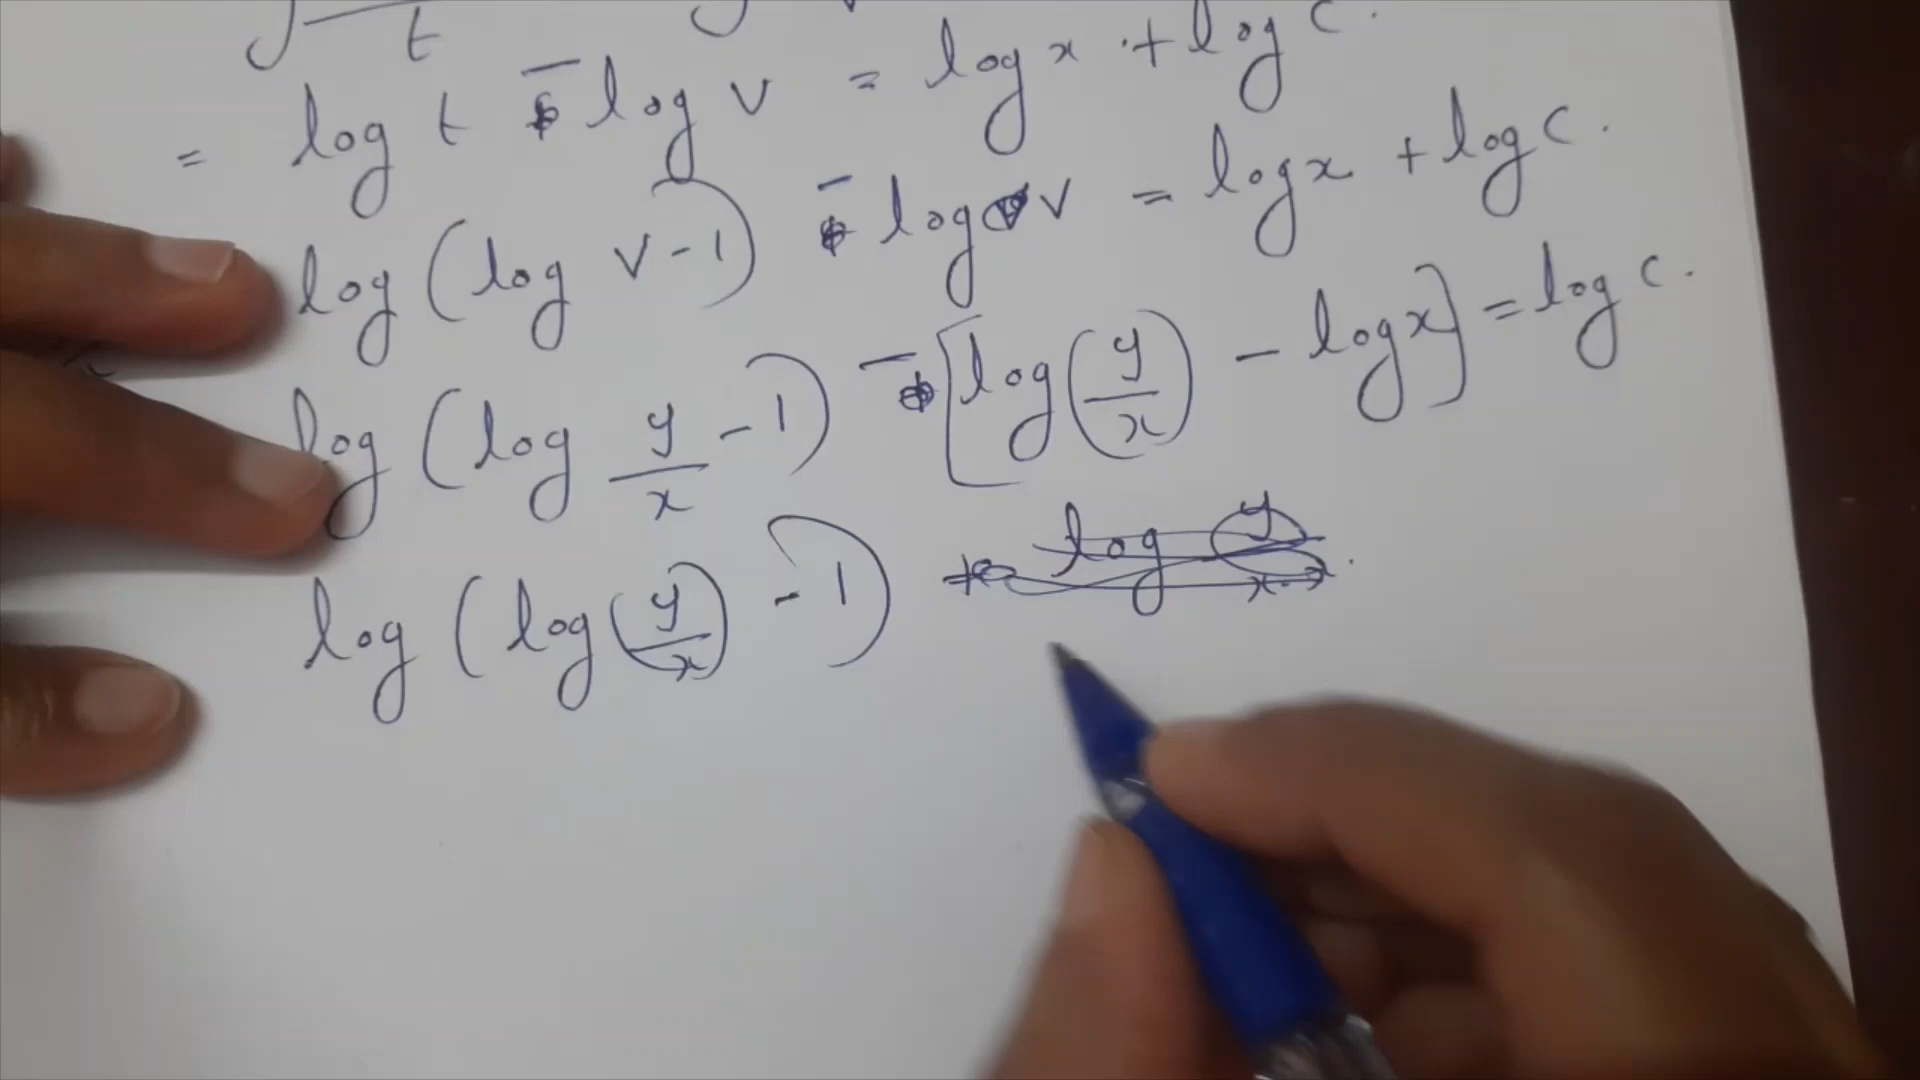 t
= log t - log v = log x + log c.
log (log v - 1) - log v = log x + log c.
log (log y/x - 1) - [log (y/x) - log x] = log c.
log (log (y/x) - 1)